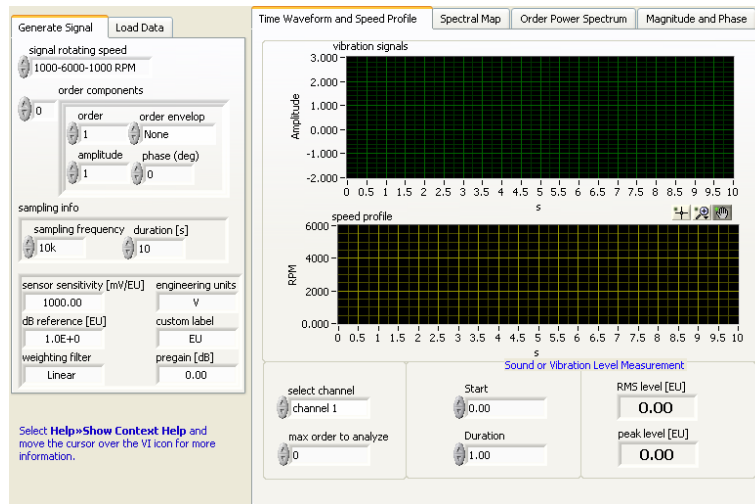 Generate Signal Load Data
signal rotating speed
1000-6000-1000 RPM
order components
0
order order envelop
1 None
amplitude phase (deg)
1 0
sampling info
sampling frequency duration [s]
10k 10
sensor sensitivity [mV/EU] engineering units
1000.00 V
dB reference [EU] custom label
1.0E+0 EU
weighting filter pregain [dB]
Linear 0.00
Select Help»Show Context Help and
move the cursor over the VI icon for more
information.
Time Waveform and Speed Profile Spectral Map Order Power Spectrum Magnitude and Phase
vibration signals
3.000
2.000
1.000
0.000
-1.000
-2.000
Amplitude
0 0.5 1 1.5 2 2.5 3 3.5 4 4.5 5 5.5 6 6.5 7 7.5 8 8.5 9 9.5 10
s
speed profile
6000
4000
2000
0.000
RPM
0 0.5 1 1.5 2 2.5 3 3.5 4 4.5 5 5.5 6 6.5 7 7.5 8 8.5 9 9.5 10
s
Sound or Vibration Level Measurement
select channel
channel 1
max order to analyze
0
Start
0.00
Duration
1.00
RMS level [EU]
0.00
peak level [EU]
0.00